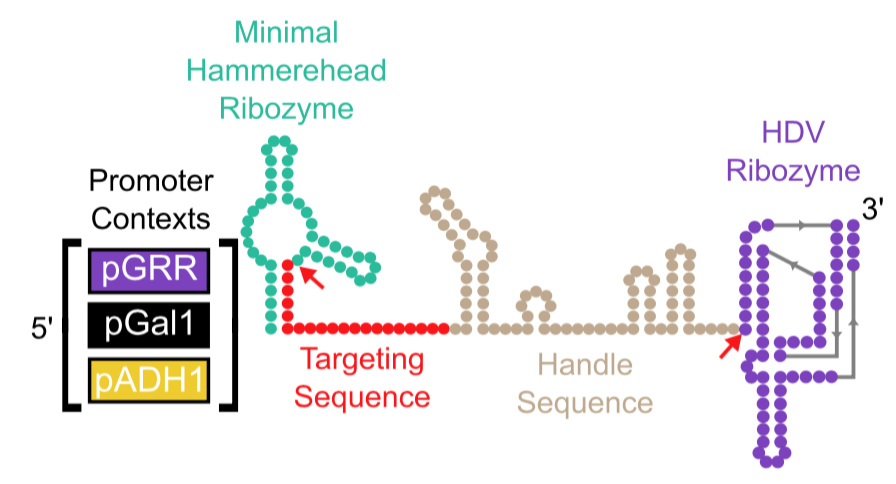 Minimal
Hammerehead
Ribozyme
HDV
Ribozyme
3'
Promoter
Contexts
pGRR
5'
pGal1
pADH1
Targeting
Sequence
Handle
Sequence